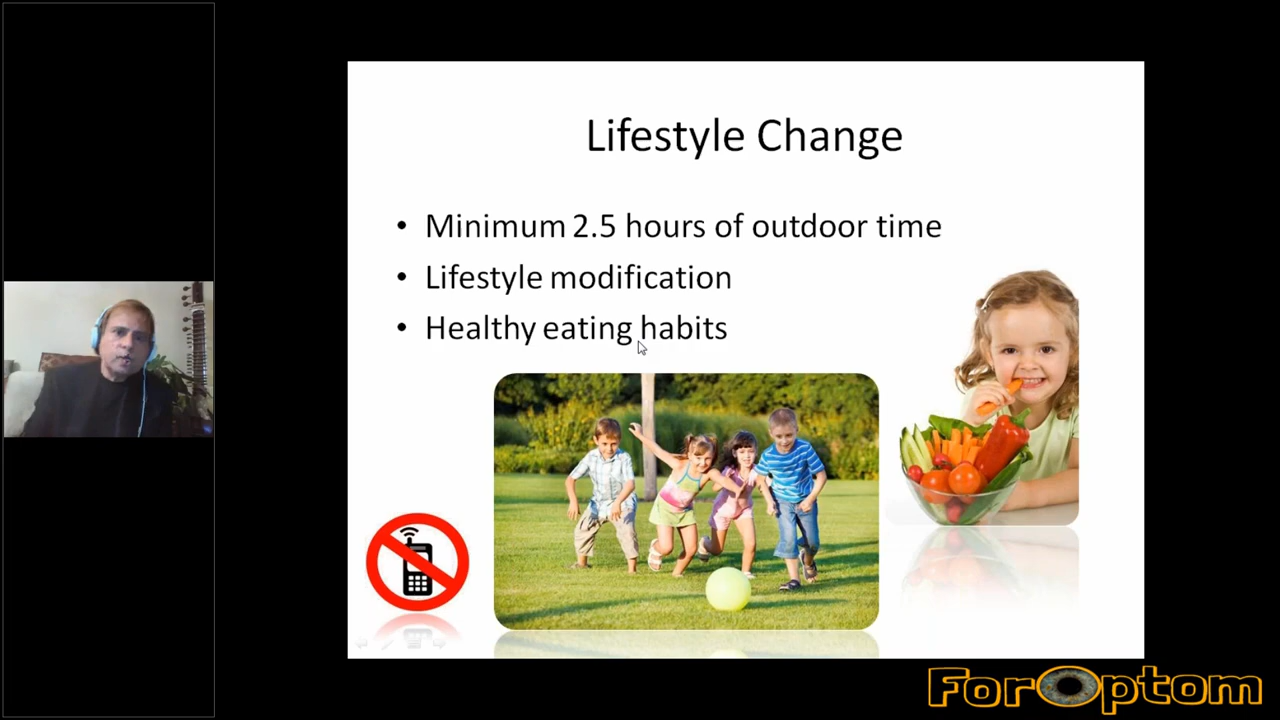 Lifestyle Change
• Minimum 2.5 hours of outdoor time
• Lifestyle modification
• Healthy eating habits
ForOptom